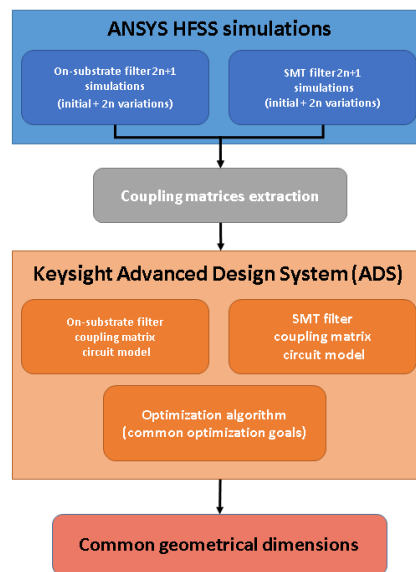 ANSYS HFSS simulations
On-substrate filter2n+1
simulations
(initial + 2n variations)
SMT filter2n+1
simulations
(initial + 2n variations)
Coupling matrices extraction
Keysight Advanced Design System (ADS)
On-substrate filter
coupling matrix
circuit model
SMT filter
coupling matrix
circuit model
Optimization algorithm
(common optimization goals)
Common geometrical dimensions